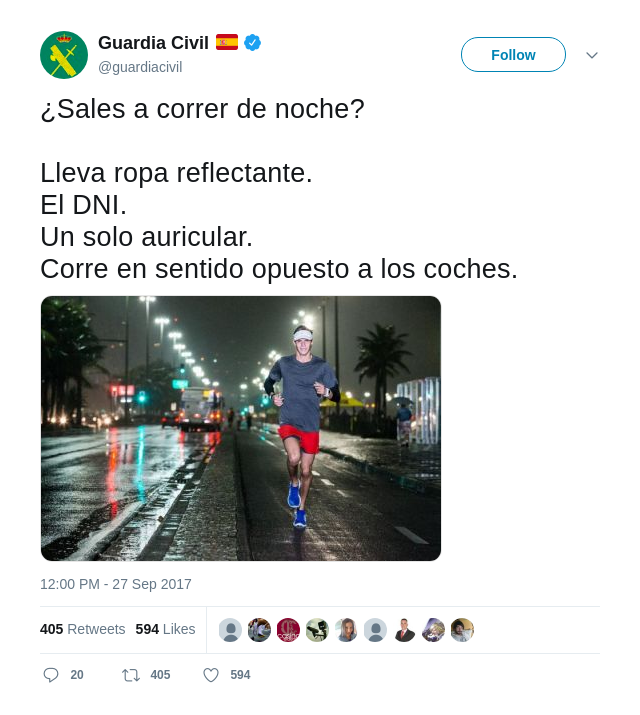 Guardia Civil
@guardiacivil
Follow
¿Sales a correr de noche?
Lleva ropa reflectante.
El DNI.
Un solo auricular.
Corre en sentido opuesto a los coches.
12:00 PM - 27 Sep 2017
405 Retweets 594 Likes
20 405 594